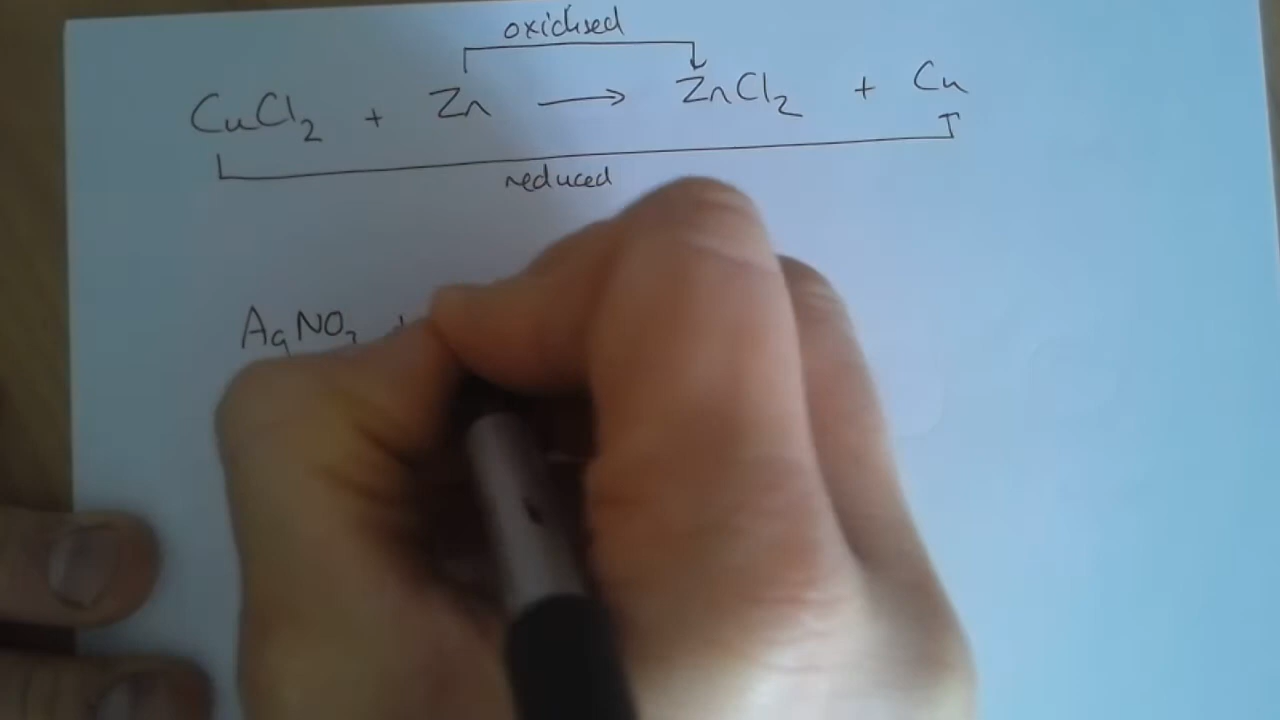 oxidised
CuCl₂ + Zn → ZnCl₂ + Cu
reduced
AgNO₃ +